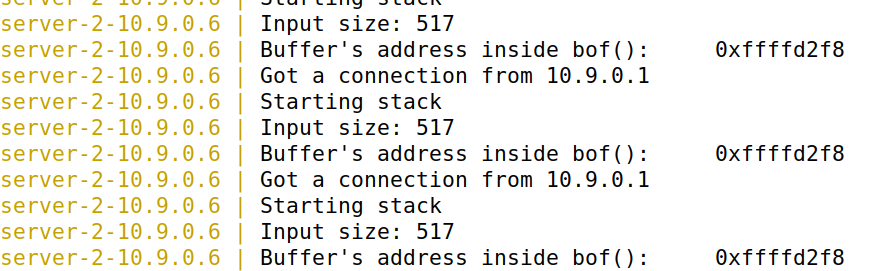 server-2-10.9.0.6 | Starting stack
server-2-10.9.0.6 | Input size: 517
server-2-10.9.0.6 | Buffer's address inside bof():     0xffffd2f8
server-2-10.9.0.6 | Got a connection from 10.9.0.1
server-2-10.9.0.6 | Starting stack
server-2-10.9.0.6 | Input size: 517
server-2-10.9.0.6 | Buffer's address inside bof():     0xffffd2f8
server-2-10.9.0.6 | Got a connection from 10.9.0.1
server-2-10.9.0.6 | Starting stack
server-2-10.9.0.6 | Input size: 517
server-2-10.9.0.6 | Buffer's address inside bof():     0xffffd2f8